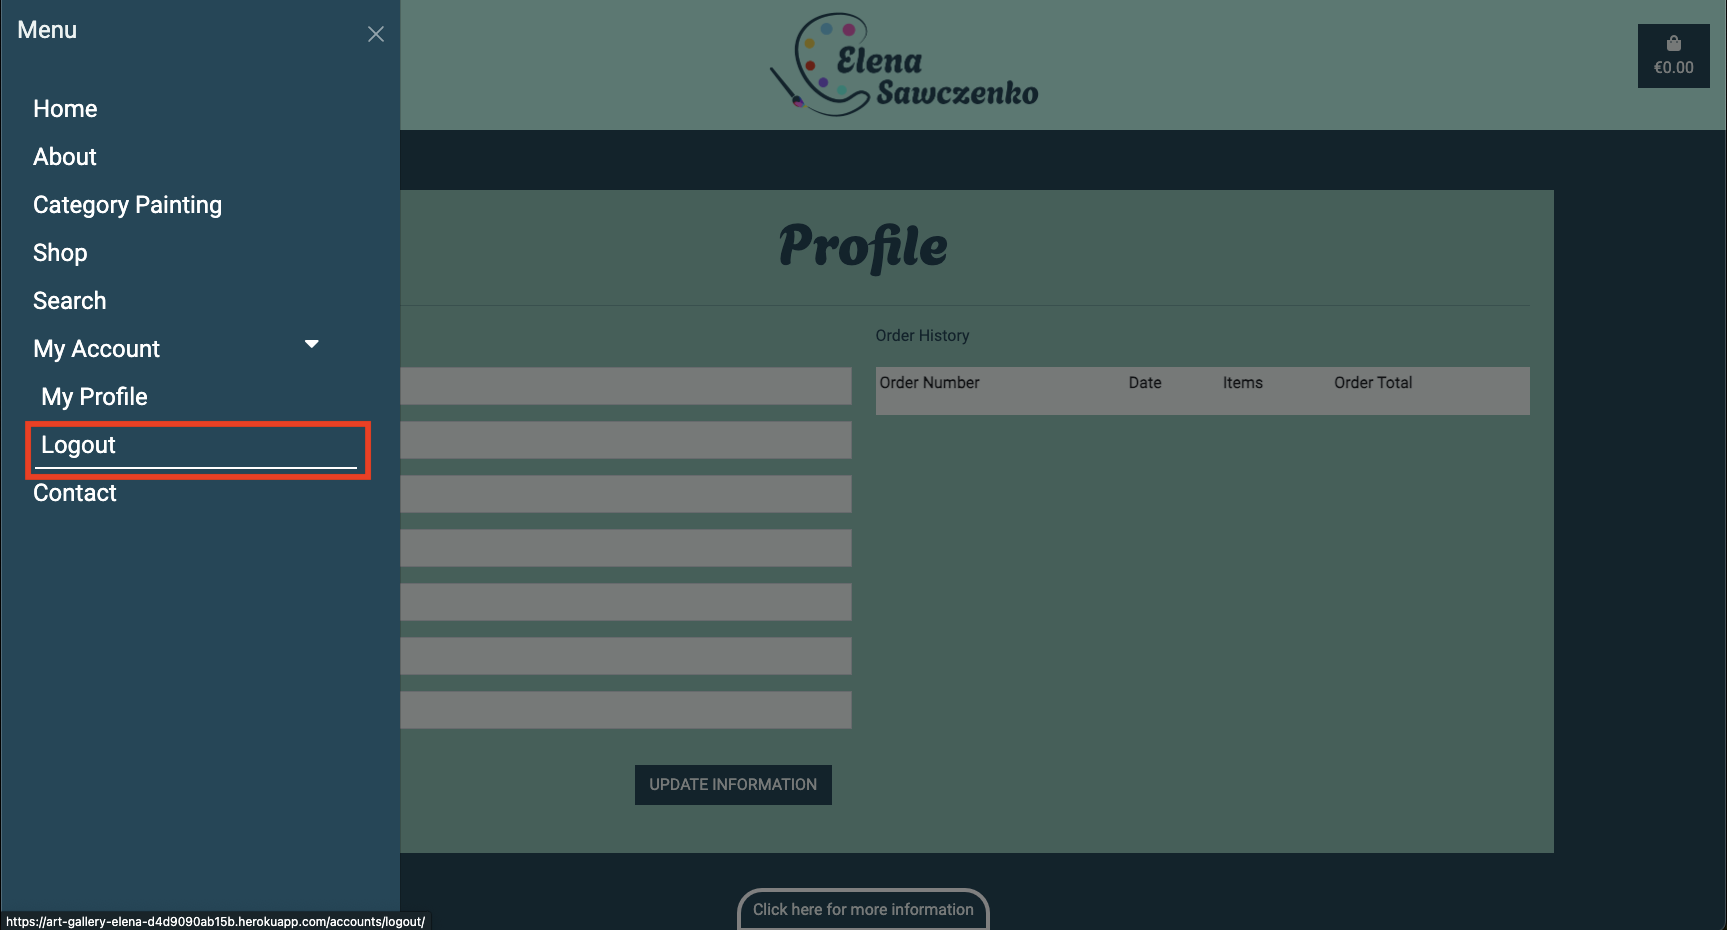 Menu
Home
About
Category Painting
Shop
Search
My Account
My Profile
Logout
Contact
Elena
Sawczenko
€0.00
Profile
Order History
Order Number Date Items Order Total
UPDATE INFORMATION
Click here for more information
https://art-gallery-elena-d4d9090ab15b.herokuapp.com/accounts/logout/